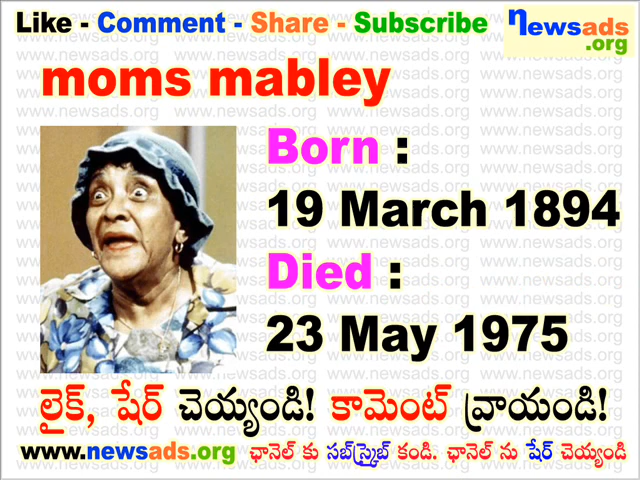 Like - Comment - Share - Subscribe
newsads
.org
moms mabley
Born :
19 March 1894
Died :
23 May 1975
లైక్, షేర్ చెయ్యండి! కామెంట్ వ్రాయండి!
www.newsads.org ఛానెల్ కు సబ్‌స్క్రైబ్ కండి. ఛానెల్ ను షేర్ చెయ్యండి